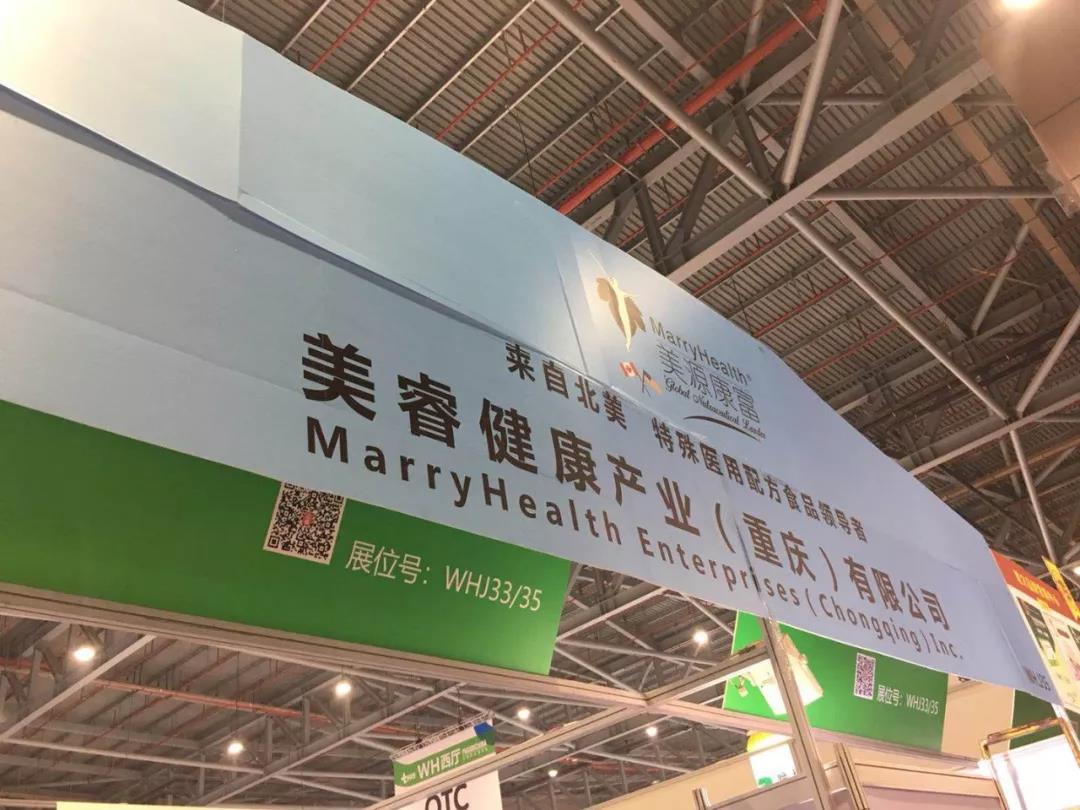 MarryHealth®
美源康富
Global Nutraceutical Leader
来自北美 特殊医用配方食品领导者
美睿健康产业（重庆）有限公司
MarryHealth Enterprises (Chongqing) Inc.
展位号：WHJ33/35
展位号：WHJ33/35
WH西厅
OTC